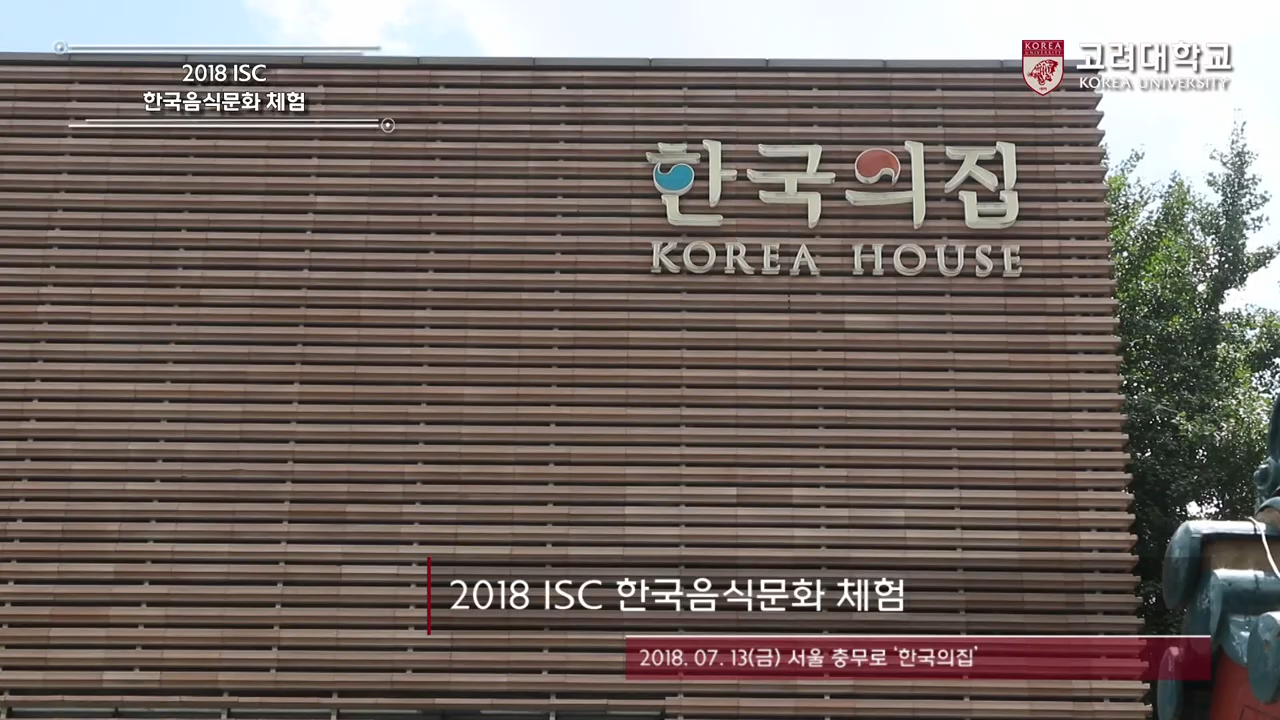 2018 ISC
한국음식문화 체험
KOREA
UNIVERSITY
고려대학교
KOREA UNIVERSITY
한국의집
KOREA HOUSE
2018 ISC 한국음식문화 체험
2018. 07. 13(금) 서울 충무로 '한국의집'